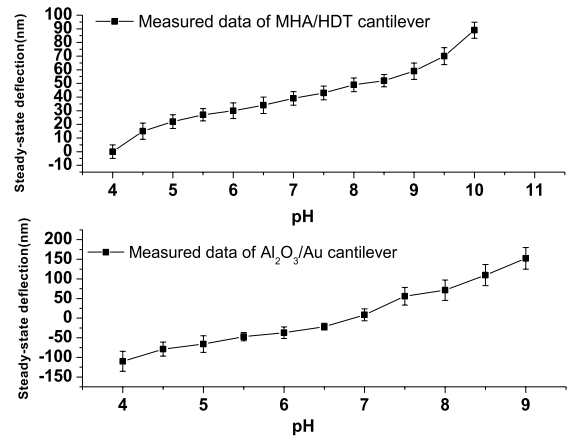 Measured data of MHA/HDT cantilever
Steady-state deflection(nm)
100
90
80
70
60
50
40
30
20
10
0
-10
4 5 6 7 8 9 10 11
pH
Measured data of Al₂O₃/Au cantilever
Steady-state deflection(nm)
200
150
100
50
0
-50
-100
-150
4 5 6 7 8 9
pH